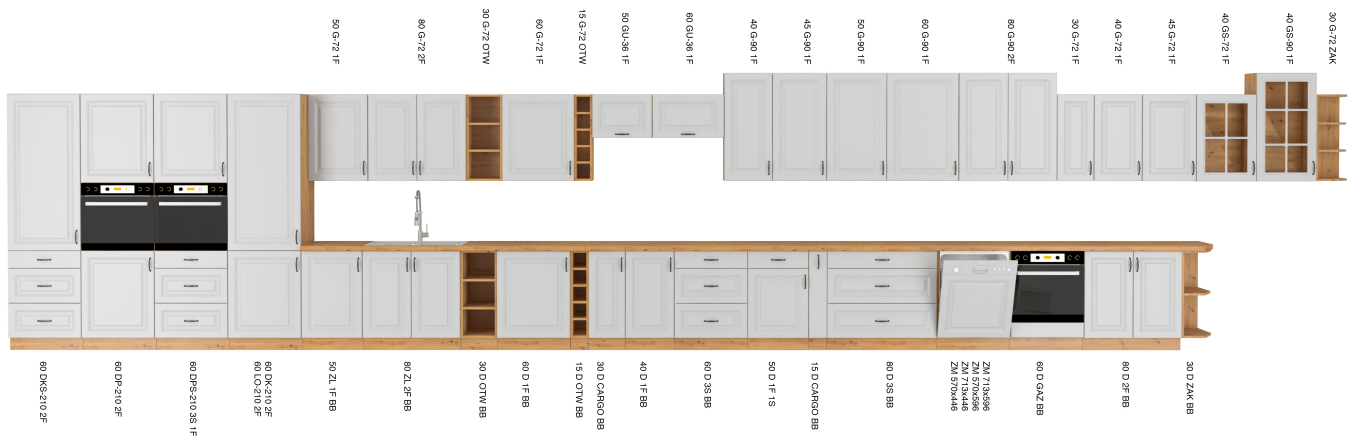 50 G-72 1F
80 G-72 2F
30 G-72 OTW
60 G-72 1F
15 G-72 OTW
50 GU-36 1F
60 GU-36 1F
40 G-90 1F
45 G-90 1F
50 G-90 1F
60 G-90 1F
80 G-90 2F
30 G-72 1F
40 G-72 1F
45 G-72 1F
40 GS-72 1F
40 GS-90 1F
30 G-72 ZAK
60 DKS-210 2F
60 DP-210 2F
60 DPS-210 3S 1F
60 DK-210 2F
60 LO-210 2F
50 ZL 1F BB
80 ZL 2F BB
30 D OTW BB
60 D 1F BB
15 D OTW BB
30 D CARGO BB
40 D 1F BB
60 D 3S BB
50 D 1F 1S
15 D CARGO BB
80 D 3S BB
ZM 713x596
ZM 570x596
ZM 713x446
ZM 570x446
60 D GAZ BB
80 D 2F BB
30 D ZAK BB